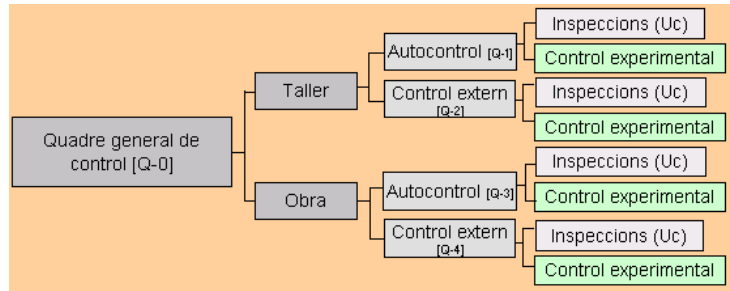 Quadre general de
control [Q-0]
Taller
Autocontrol [Q-1]
Inspeccions (Uc)
Control experimental
Control extern
[Q-2]
Inspeccions (Uc)
Control experimental
Obra
Autocontrol [Q-3]
Inspeccions (Uc)
Control experimental
Control extern
[Q-4]
Inspeccions (Uc)
Control experimental